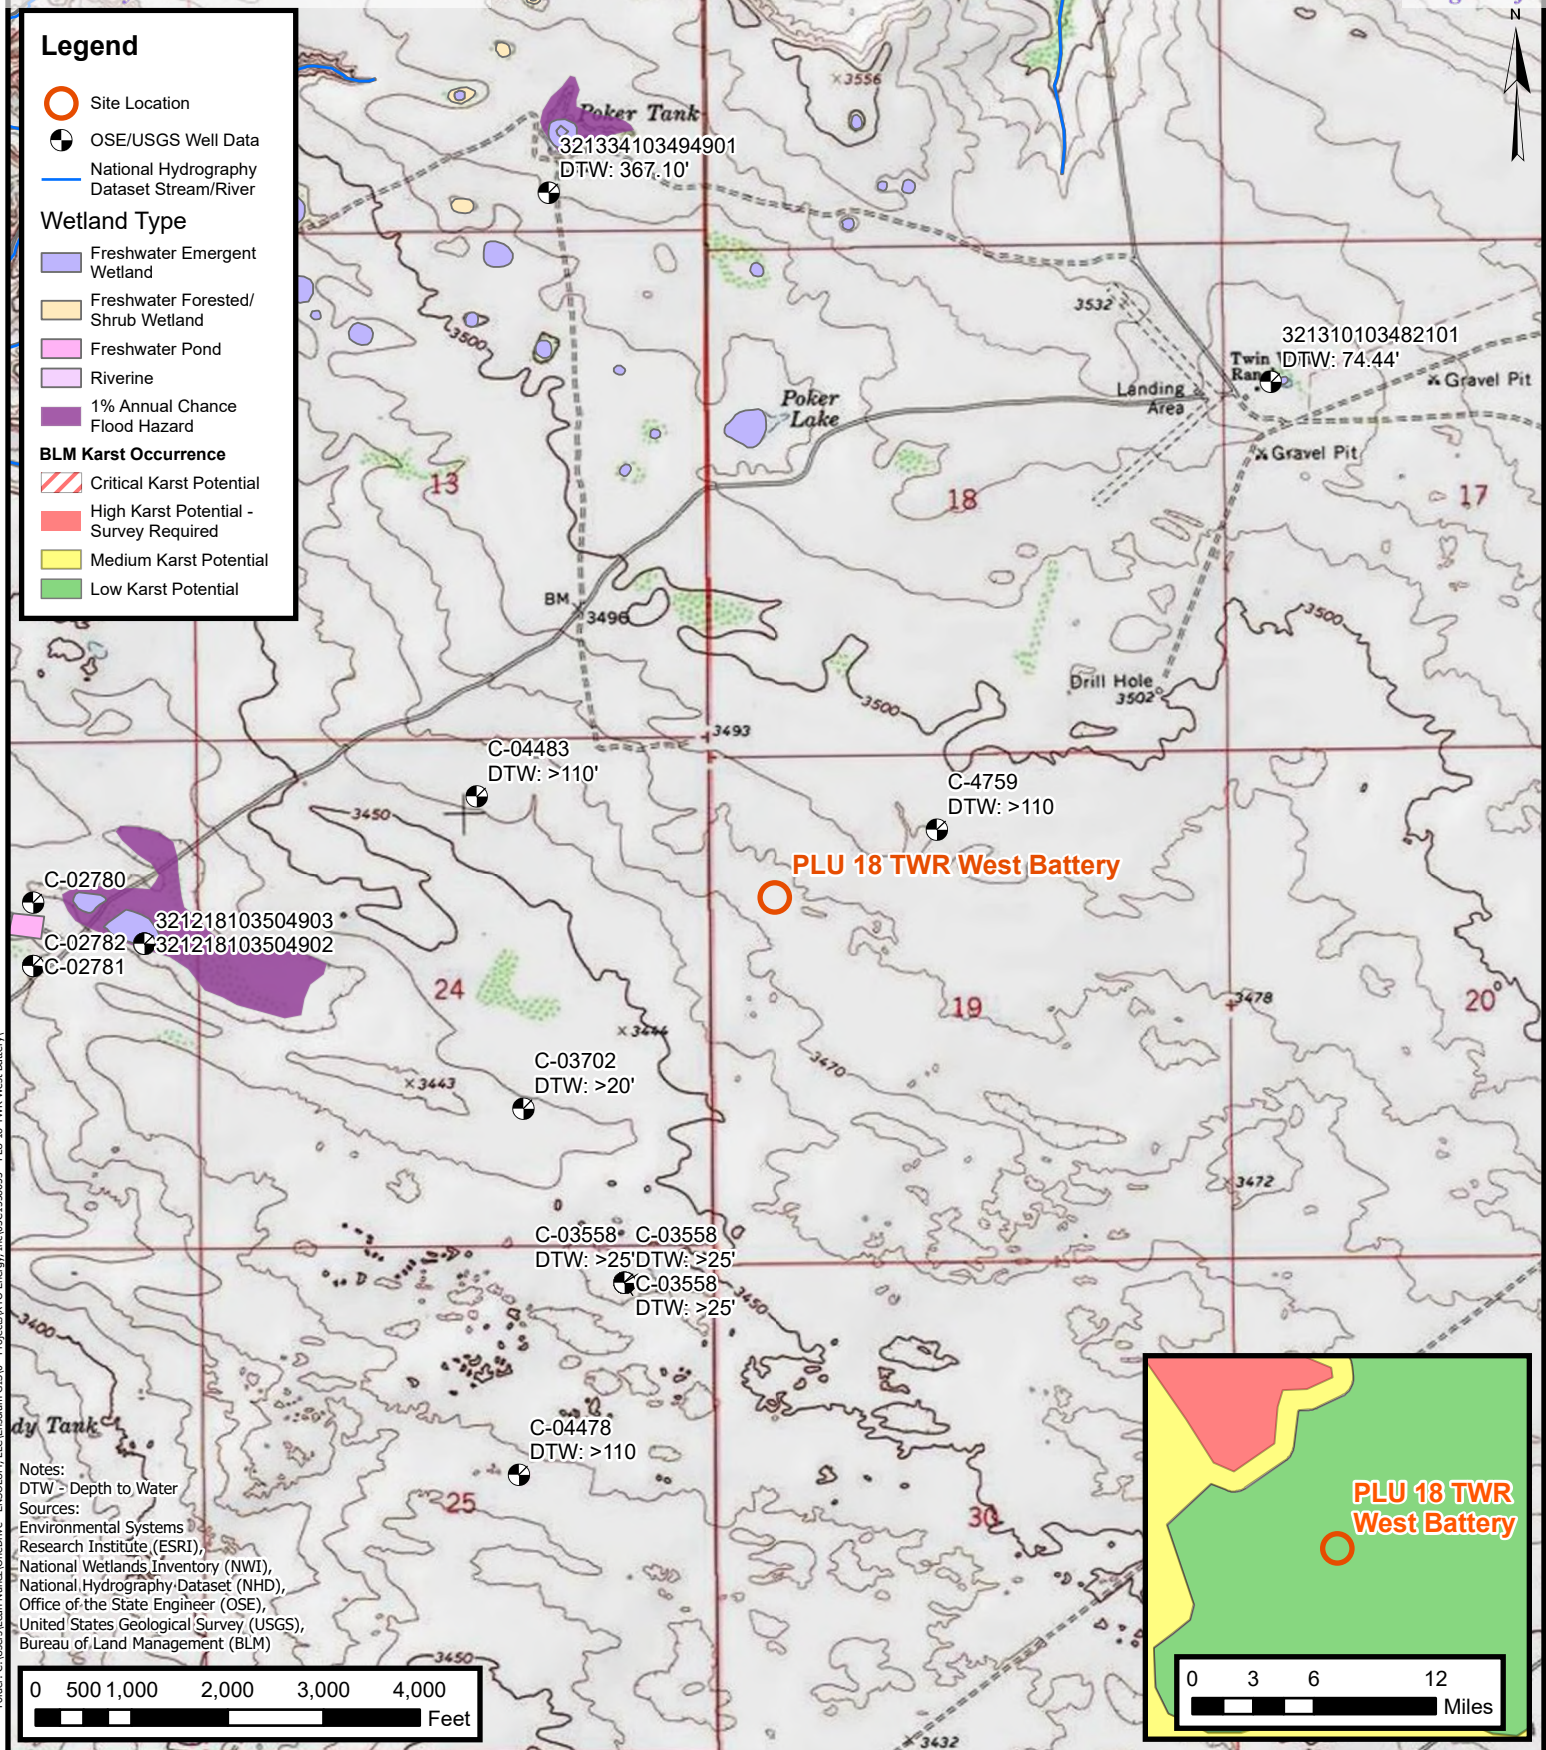 Legend
Site Location
OSE/USGS Well Data
National Hydrography
Dataset Stream/River
Wetland Type
Freshwater Emergent
Wetland
Freshwater Forested/
Shrub Wetland
Freshwater Pond
Riverine
1% Annual Chance
Flood Hazard
BLM Karst Occurrence
Critical Karst Potential
High Karst Potential -
Survey Required
Medium Karst Potential
Low Karst Potential
N
×3556
Poker Tank
321334103494901
DTW: 367.10'
3532
3500
321310103482101
DTW: 74.44'
Twin
Landing
Area
Gravel Pit
Poker
Lake
Gravel Pit
13
18
17
BM
3496
3500
Drill Hole
3502
3500
3493
C-04483
DTW: >110'
3450
C-4759
DTW: >110
PLU 18 TWR West Battery
C-02780
321218103504903
321218103504902
C-02782
C-02781
24
19
20
3478
×3444
3470
×3443
C-03702
DTW: >20'
3472
C-03558
DTW: >25'
C-03558
DTW: >25'
C-03558
DTW: >25'
3450
3400
dy Tank
C-04478
DTW: >110
25
30
PLU 18 TWR
West Battery
Notes:
DTW - Depth to Water
Sources:
Environmental Systems
Research Institute (ESRI),
National Wetlands Inventory (NWI),
National Hydrography Dataset (NHD),
Office of the State Engineer (OSE),
United States Geological Survey (USGS),
Bureau of Land Management (BLM)
3450
0 500 1,000 2,000 3,000 4,000
Feet
0 3 6 12
Miles
3432